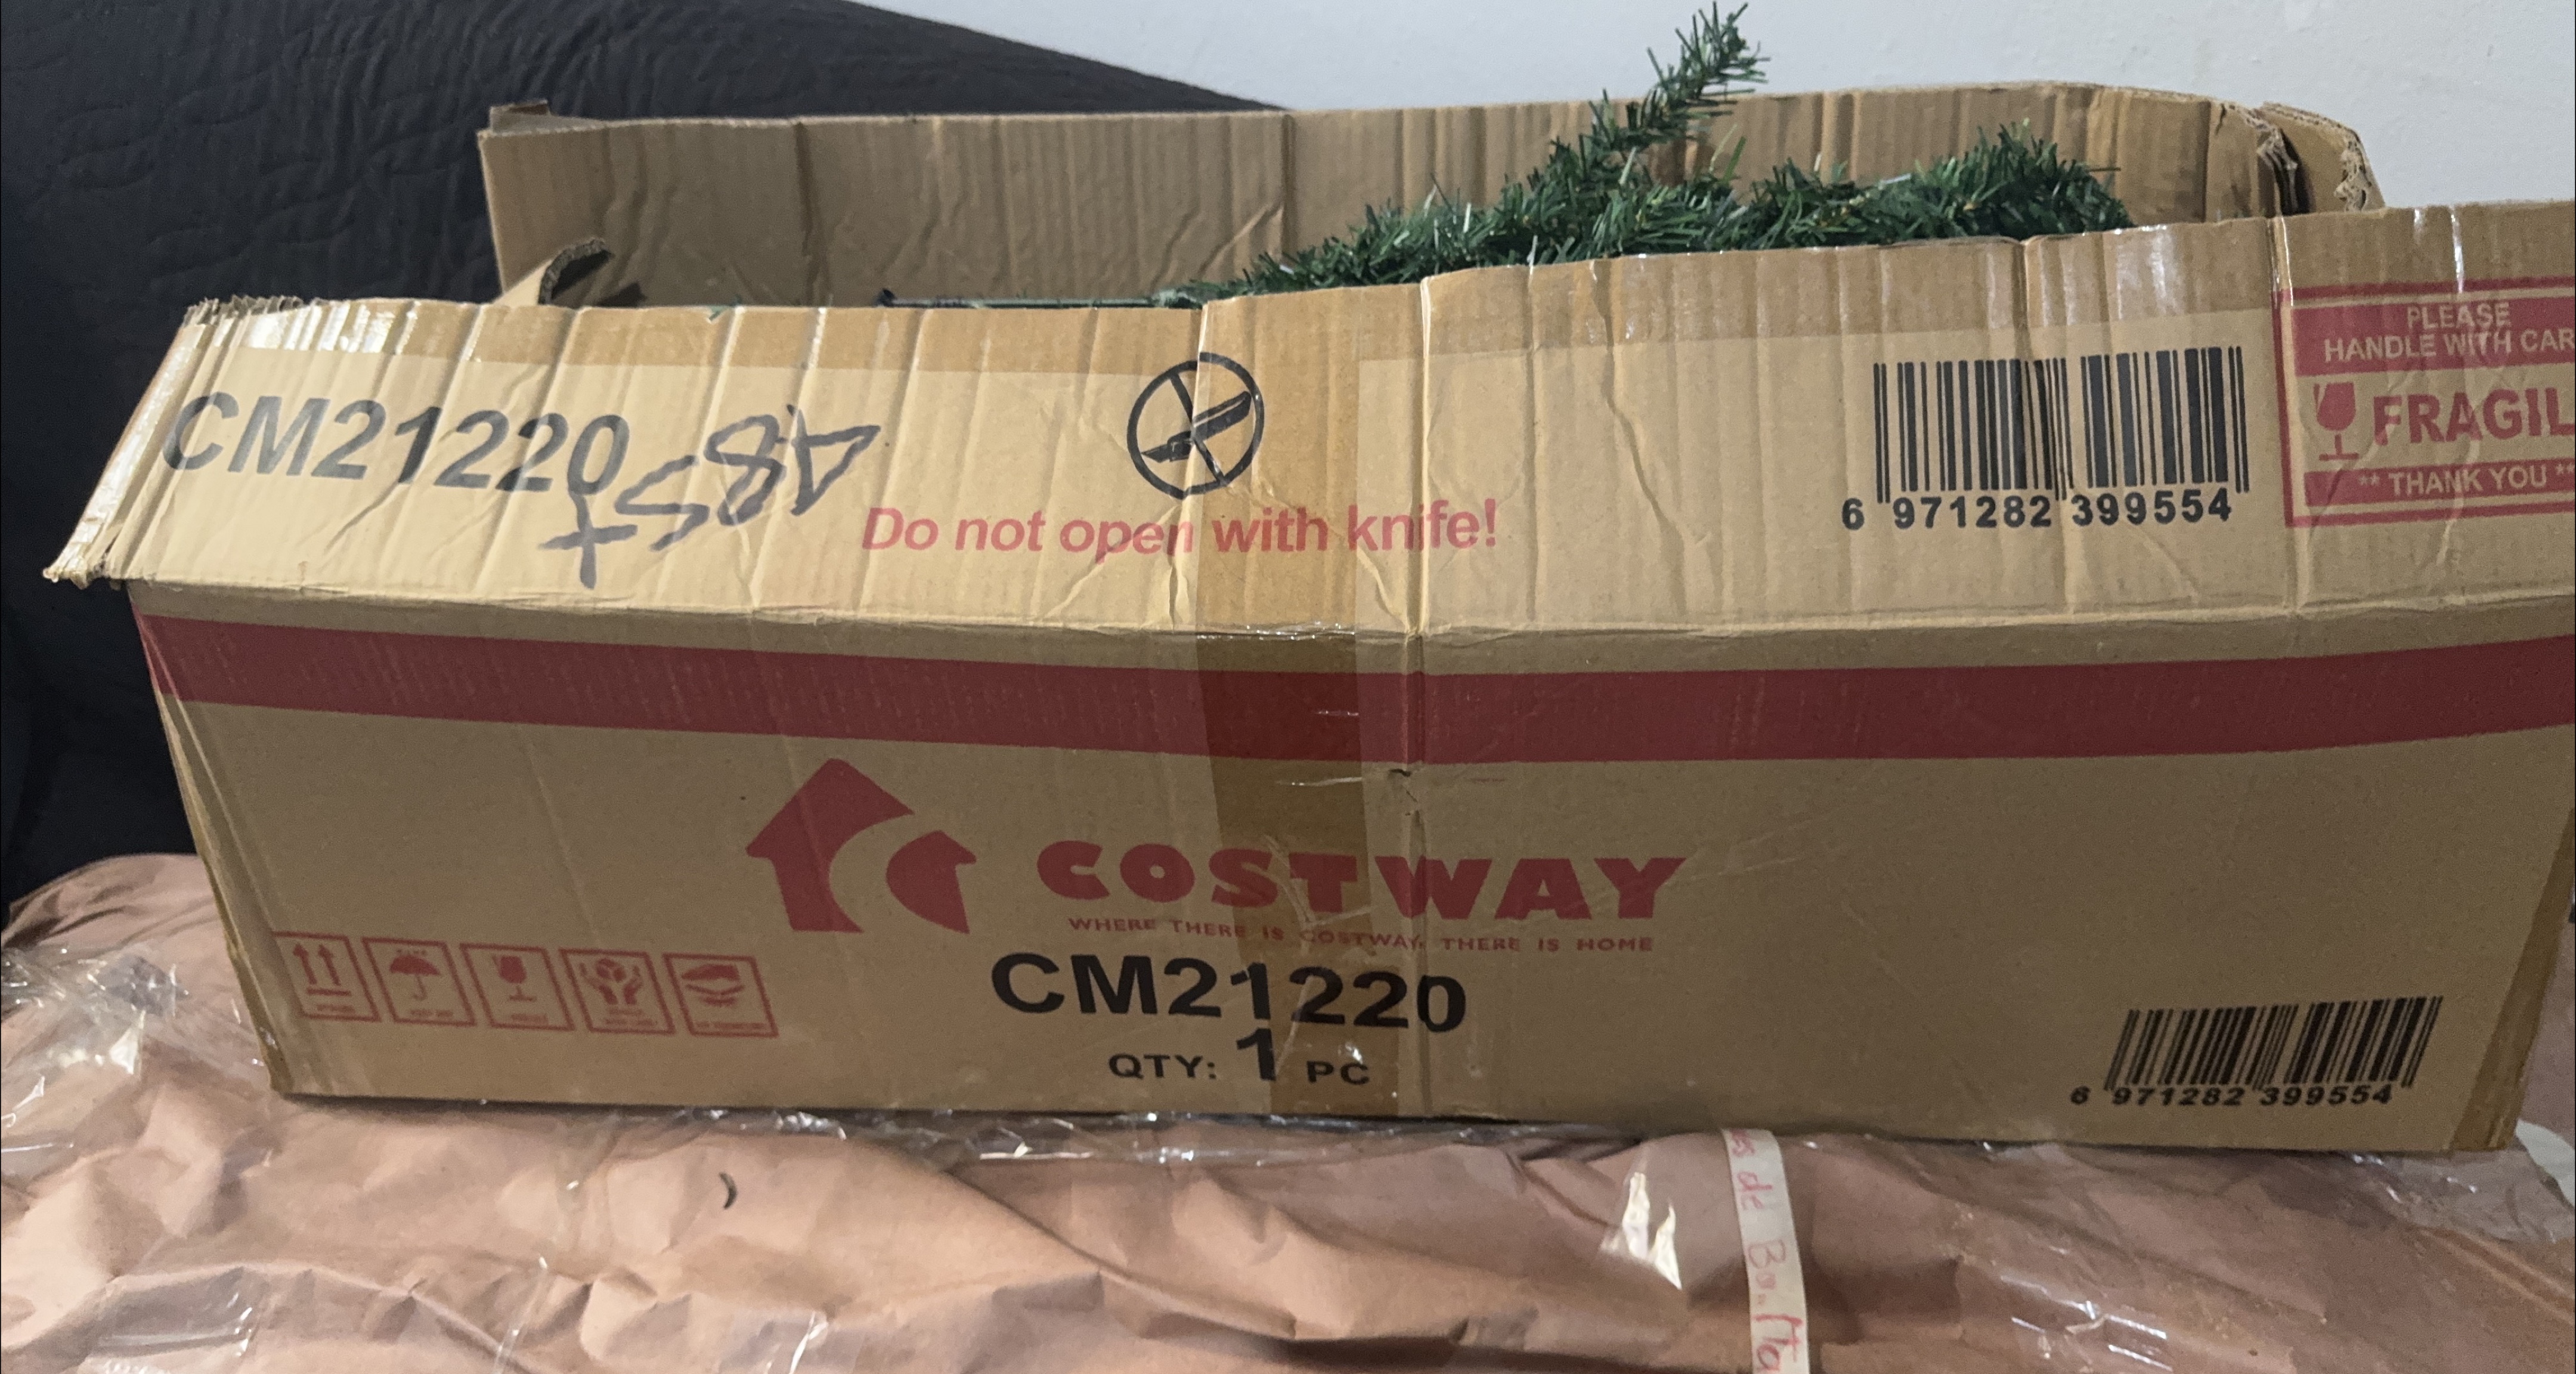 CM21220
Do not open with knife!
6 971282 399554
PLEASE
HANDLE WITH CAR
FRAGIL
** THANK YOU **
COSTWAY
WHERE THERE IS COSTWAY, THERE IS HOME
CM21220
QTY: 1 PC
6 971282 399554
de